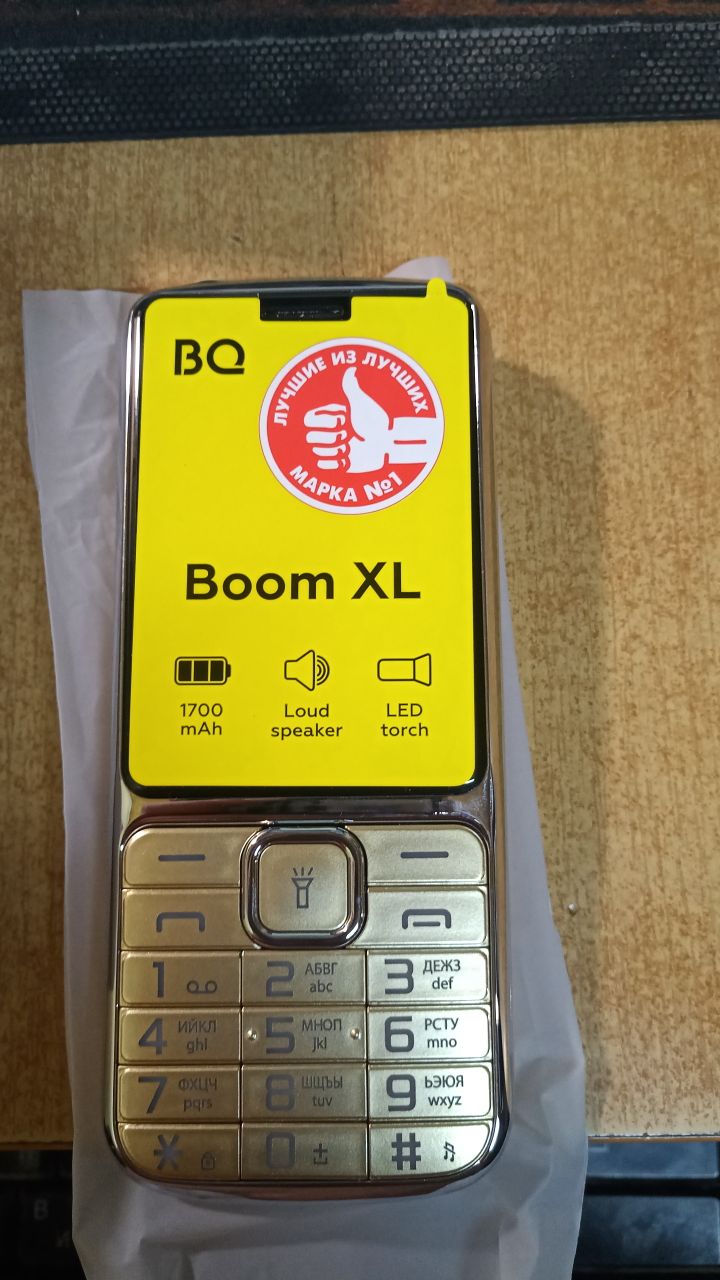 BQ
ЛУЧШИЕ ИЗ ЛУЧШИХ
МАРКА №1
Boom XL
1700 mAh
Loud speaker
LED torch
1
2 АБВГ abc
3 ДЕЖЗ def
4 ИЙКЛ ghi
5 МНОП jkl
6 РСТУ mno
7 ФХЦЧ pqrs
8 ШЩЪЫ tuv
9 ЬЭЮЯ wxyz
*
0 +
#
B
И